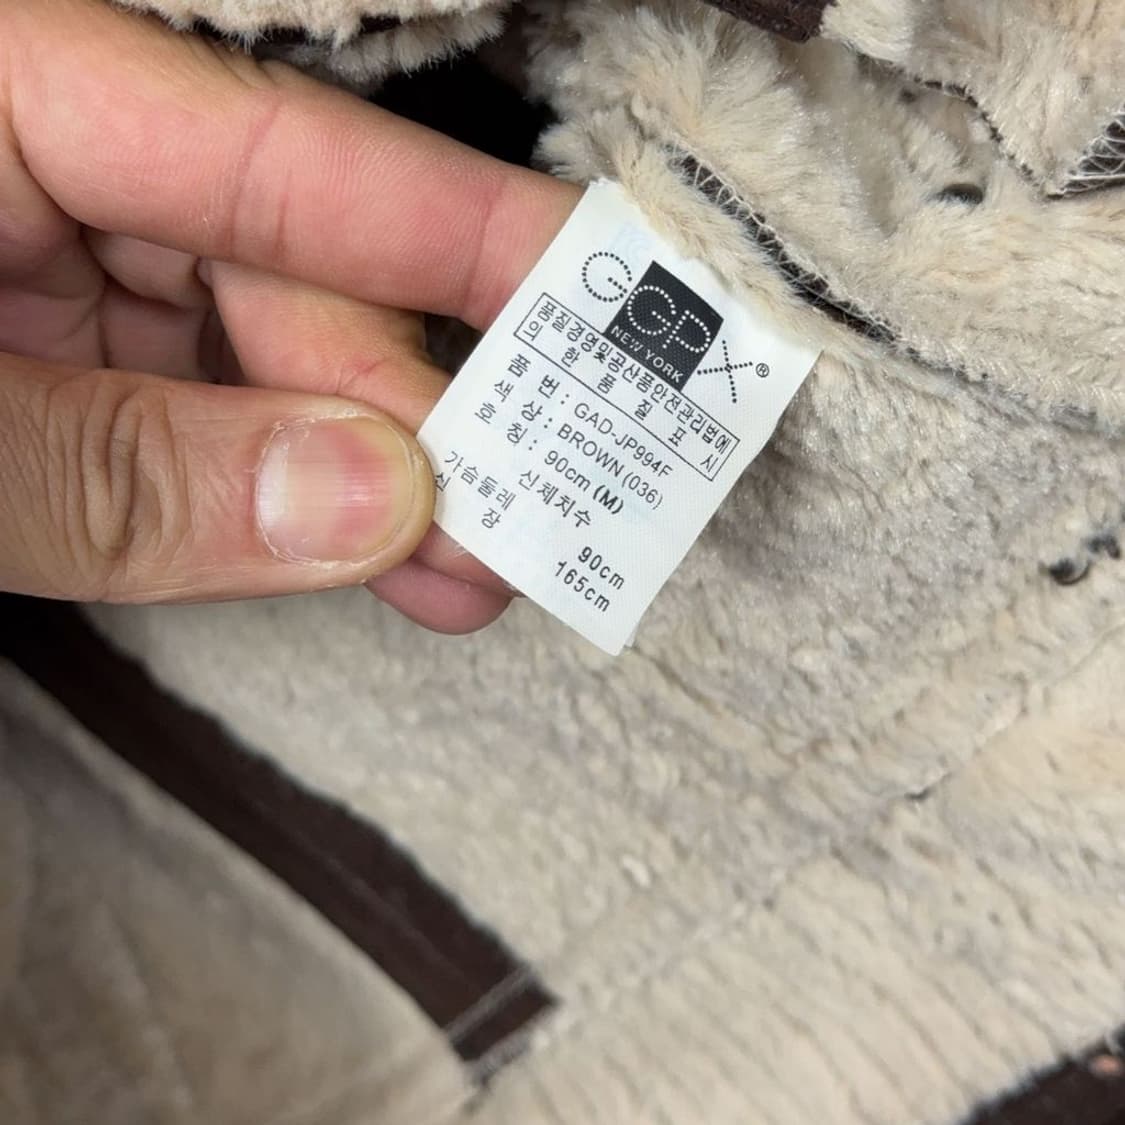 GGPX®
NEW YORK
품질경영및공산품안전관리법에
의한 품질표시
품 번 : GAD-JP994F
색 상 : BROWN (036)
호 칭 : 90cm (M)
신체치수
가슴둘레 90cm
신 장 165cm